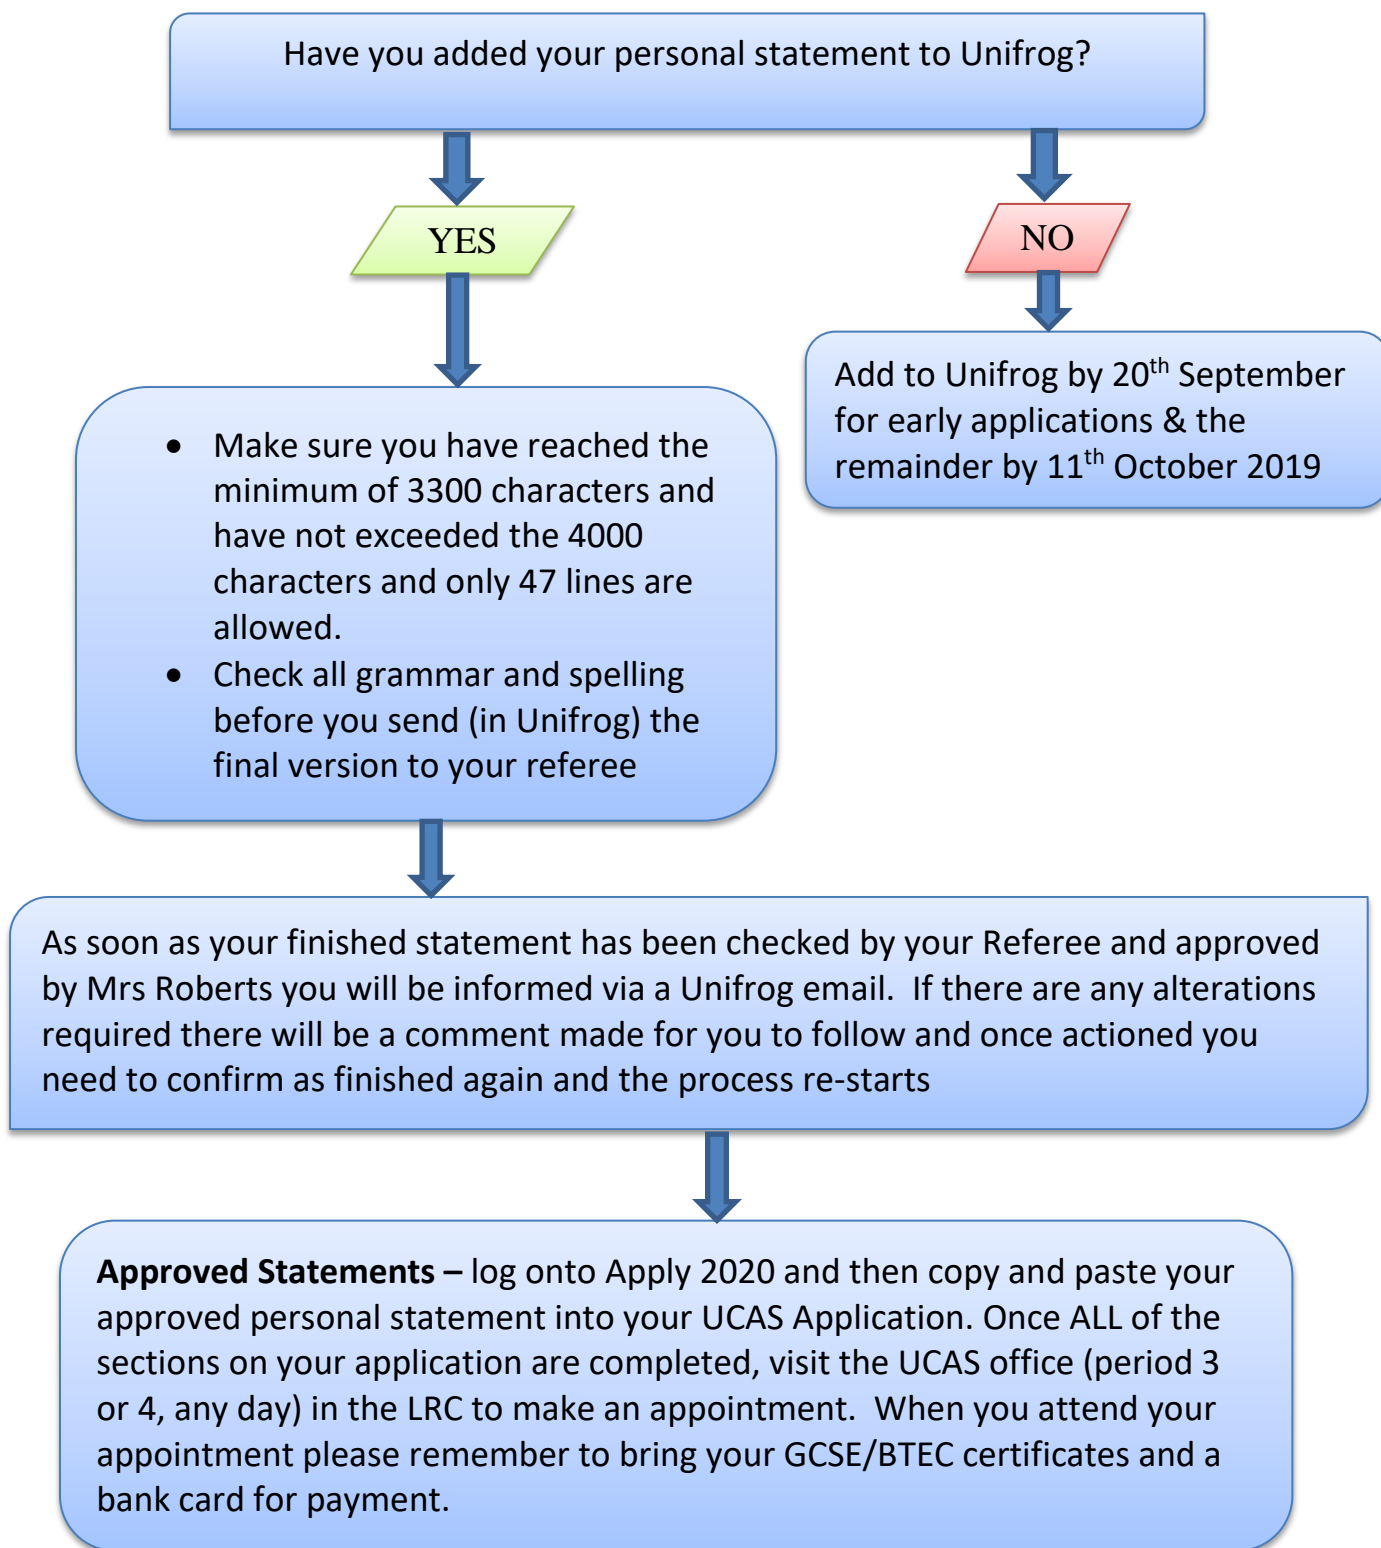 Have you added your personal statement to Unifrog?
YES
NO
Add to Unifrog by 20th September
for early applications & the
remainder by 11th October 2019
• Make sure you have reached the
minimum of 3300 characters and
have not exceeded the 4000
characters and only 47 lines are
allowed.
• Check all grammar and spelling
before you send (in Unifrog) the
final version to your referee
As soon as your finished statement has been checked by your Referee and approved
by Mrs Roberts you will be informed via a Unifrog email.  If there are any alterations
required there will be a comment made for you to follow and once actioned you
need to confirm as finished again and the process re-starts
Approved Statements – log onto Apply 2020 and then copy and paste your
approved personal statement into your UCAS Application. Once ALL of the
sections on your application are completed, visit the UCAS office (period 3
or 4, any day) in the LRC to make an appointment.  When you attend your
appointment please remember to bring your GCSE/BTEC certificates and a
bank card for payment.